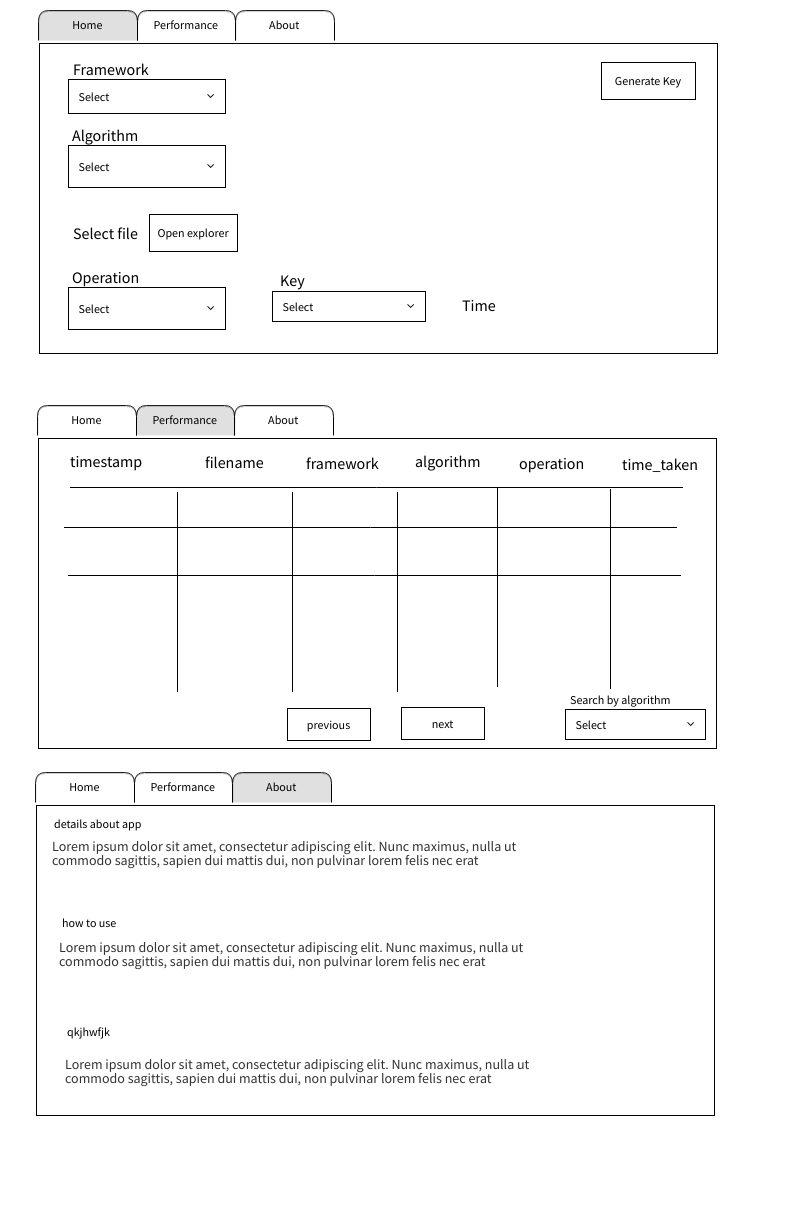 Home
Performance
About
Framework
Select
Generate Key
Algorithm
Select
Select file
Open explorer
Operation
Select
Key
Select
Time
Home
Performance
About
timestamp
filename
framework
algorithm
operation
time_taken
previous
next
Search by algorithm
Select
Home
Performance
About
details about app
Lorem ipsum dolor sit amet, consectetur adipiscing elit. Nunc maximus, nulla ut
commodo sagittis, sapien dui mattis dui, non pulvinar lorem felis nec erat
how to use
Lorem ipsum dolor sit amet, consectetur adipiscing elit. Nunc maximus, nulla ut
commodo sagittis, sapien dui mattis dui, non pulvinar lorem felis nec erat
qkjhwfjk
Lorem ipsum dolor sit amet, consectetur adipiscing elit. Nunc maximus, nulla ut
commodo sagittis, sapien dui mattis dui, non pulvinar lorem felis nec erat